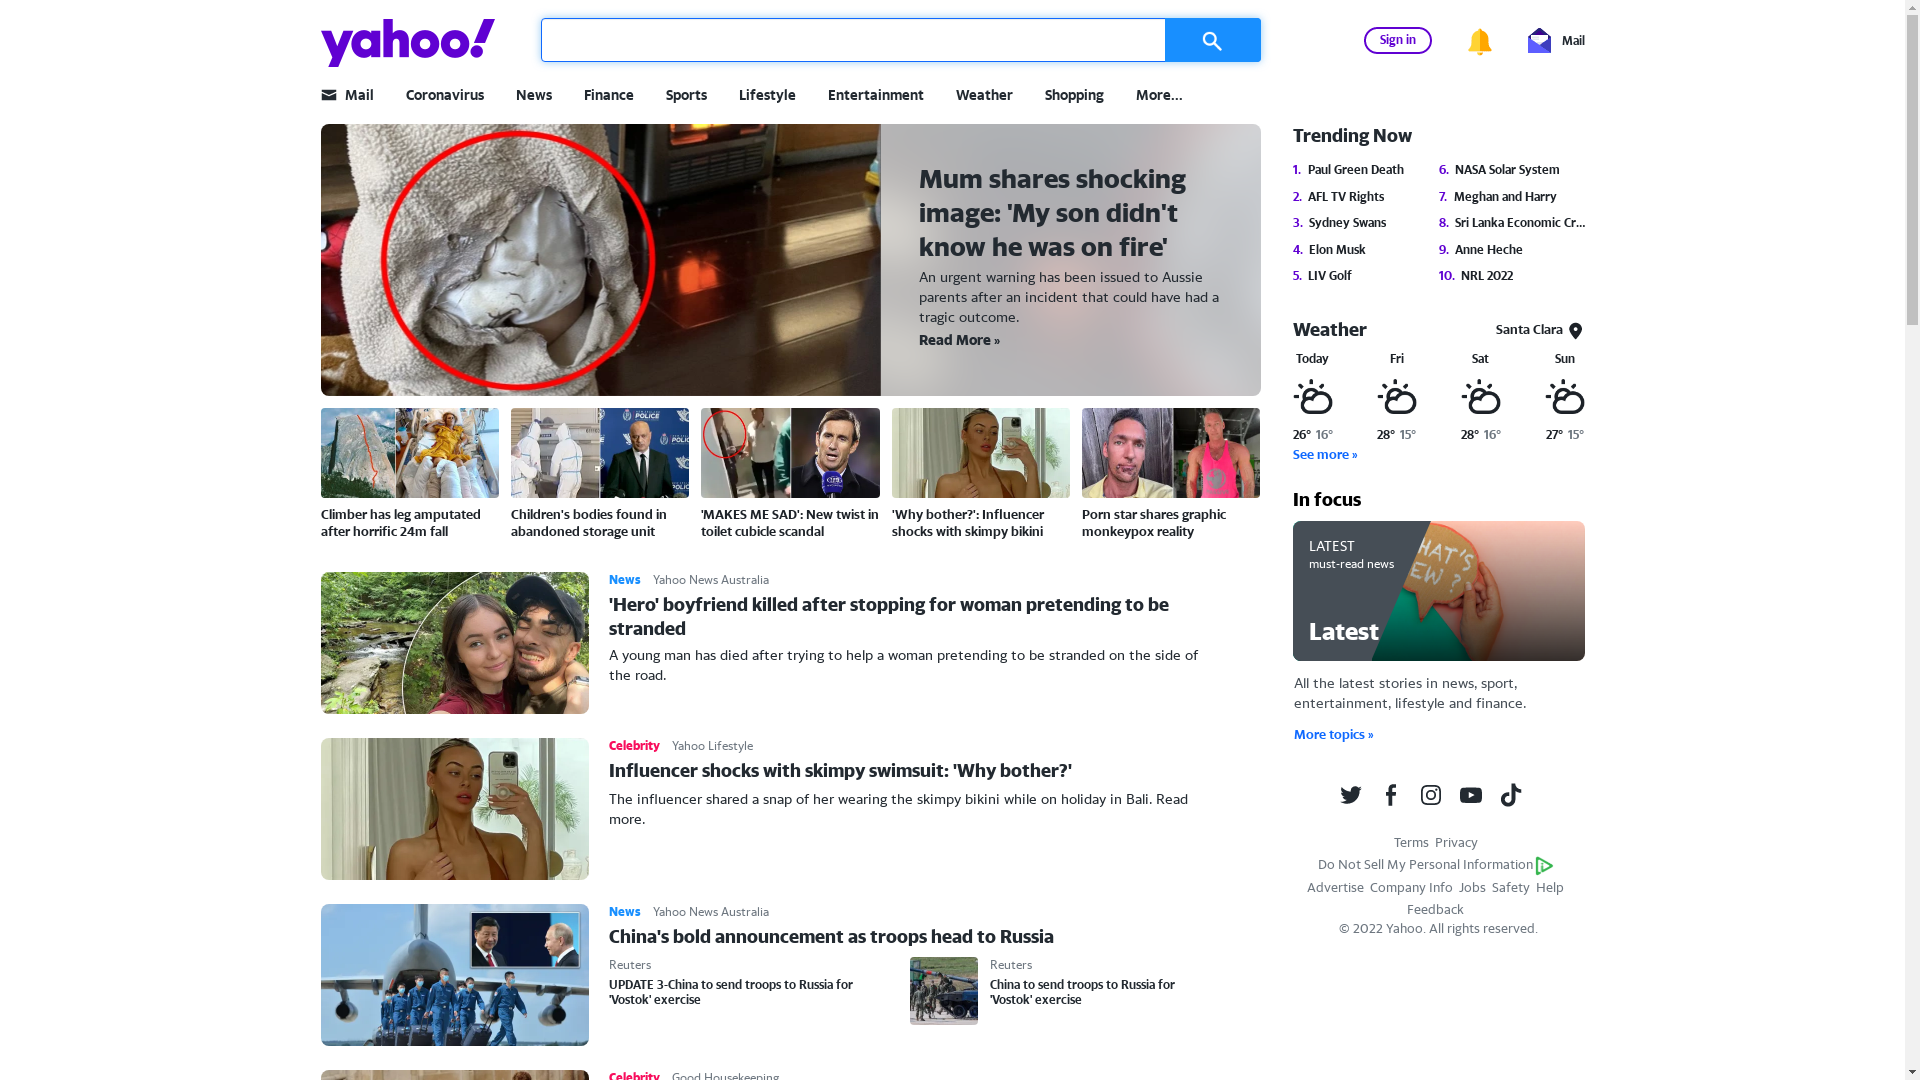 yahoo!
Sign in
Mail
Mail
Coronavirus
News
Finance
Sports
Lifestyle
Entertainment
Weather
Shopping
More...
Mum shares shocking
image: 'My son didn't
know he was on fire'
An urgent warning has been issued to Aussie
parents after an incident that could have had a
tragic outcome.
Read More »
Climber has leg amputated
after horrific 24m fall
Children's bodies found in
abandoned storage unit
'MAKES ME SAD': New twist in
toilet cubicle scandal
'Why bother?': Influencer
shocks with skimpy bikini
Porn star shares graphic
monkeypox reality
News Yahoo News Australia
'Hero' boyfriend killed after stopping for woman pretending to be
stranded
A young man has died after trying to help a woman pretending to be stranded on the side of
the road.
Celebrity Yahoo Lifestyle
Influencer shocks with skimpy swimsuit: 'Why bother?'
The influencer shared a snap of her wearing the skimpy bikini while on holiday in Bali. Read
more.
News Yahoo News Australia
China's bold announcement as troops head to Russia
Reuters
UPDATE 3-China to send troops to Russia for
'Vostok' exercise
Reuters
China to send troops to Russia for
'Vostok' exercise
Celebrity Good Housekeeping
Trending Now
1. Paul Green Death
2. AFL TV Rights
3. Sydney Swans
4. Elon Musk
5. LIV Golf
6. NASA Solar System
7. Meghan and Harry
8. Sri Lanka Economic Cr...
9. Anne Heche
10. NRL 2022
Weather
Santa Clara
Today Fri Sat Sun
26° 16° 28° 15° 28° 16° 27° 15°
See more »
In focus
LATEST
must-read news
Latest
All the latest stories in news, sport,
entertainment, lifestyle and finance.
More topics »
Terms Privacy
Do Not Sell My Personal Information
Advertise Company Info Jobs Safety Help
Feedback
© 2022 Yahoo. All rights reserved.